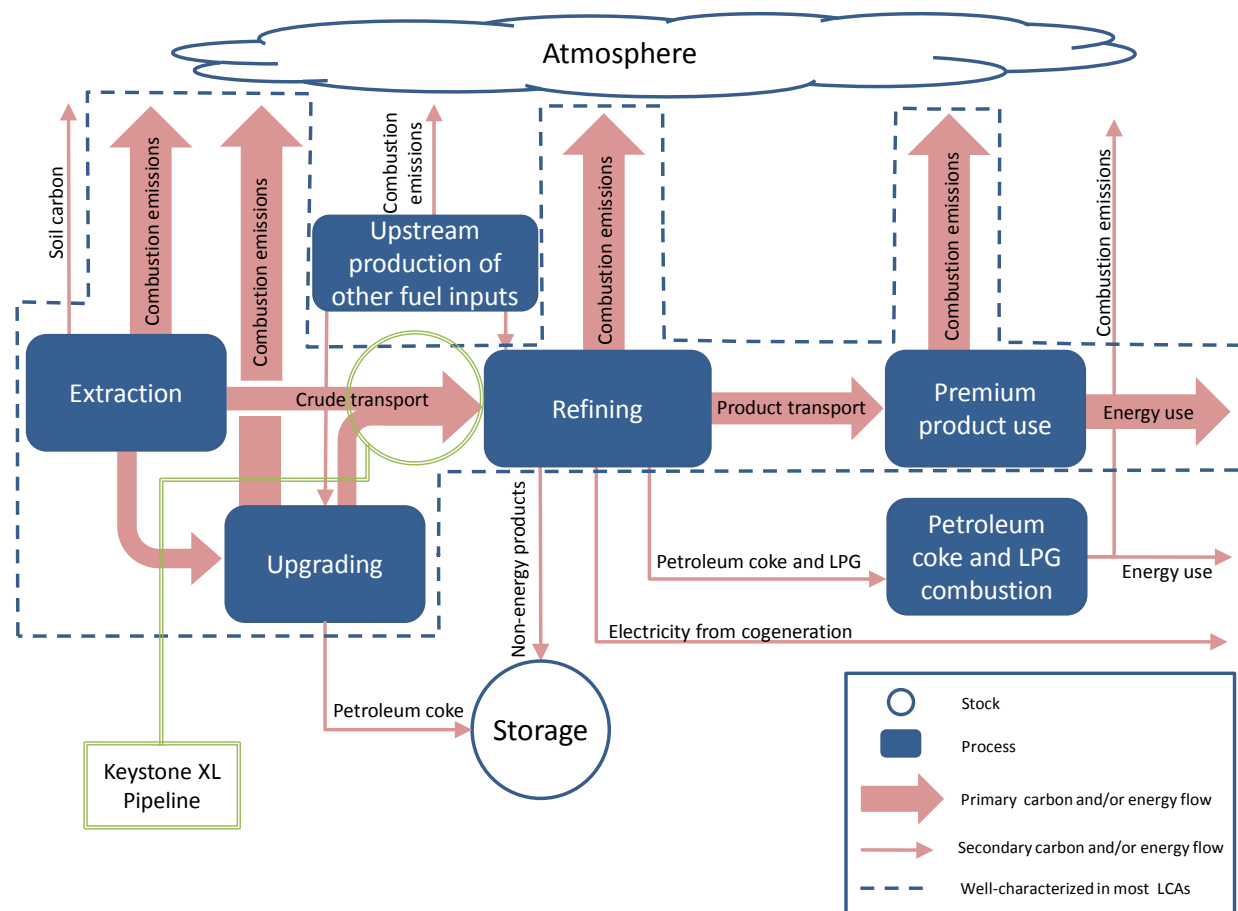 Atmosphere
Soil carbon
Combustion emissions
Combustion emissions
Combustion
emissions
Combustion emissions
Combustion emissions
Combustion emissions
Upstream
production of
other fuel inputs
Extraction
Crude transport
Refining
Product transport
Premium
product use
Energy use
Upgrading
Non-energy products
Petroleum coke and LPG
Petroleum
coke and LPG
combustion
Energy use
Electricity from cogeneration
Petroleum coke
Storage
Keystone XL
Pipeline
Stock
Process
Primary carbon and/or energy flow
Secondary carbon and/or energy flow
Well-characterized in most LCAs